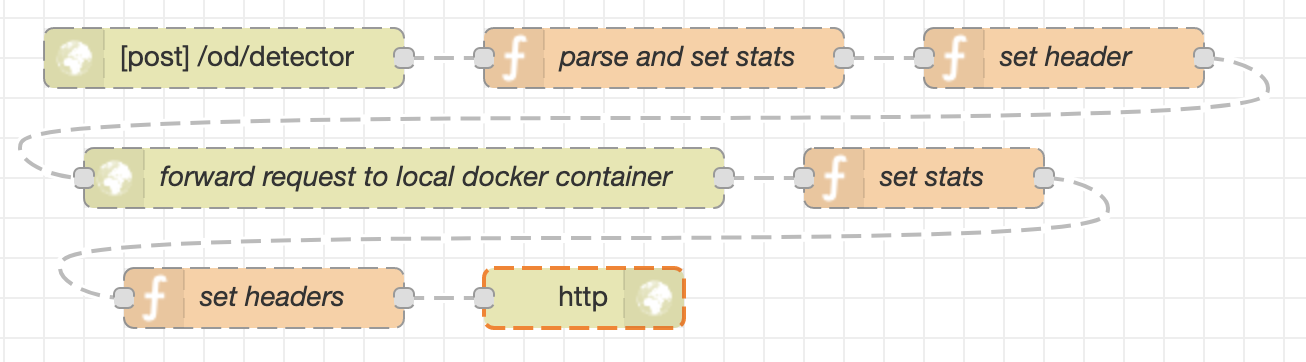 [post] /od/detector
parse and set stats
set header
forward request to local docker container
set stats
set headers
http